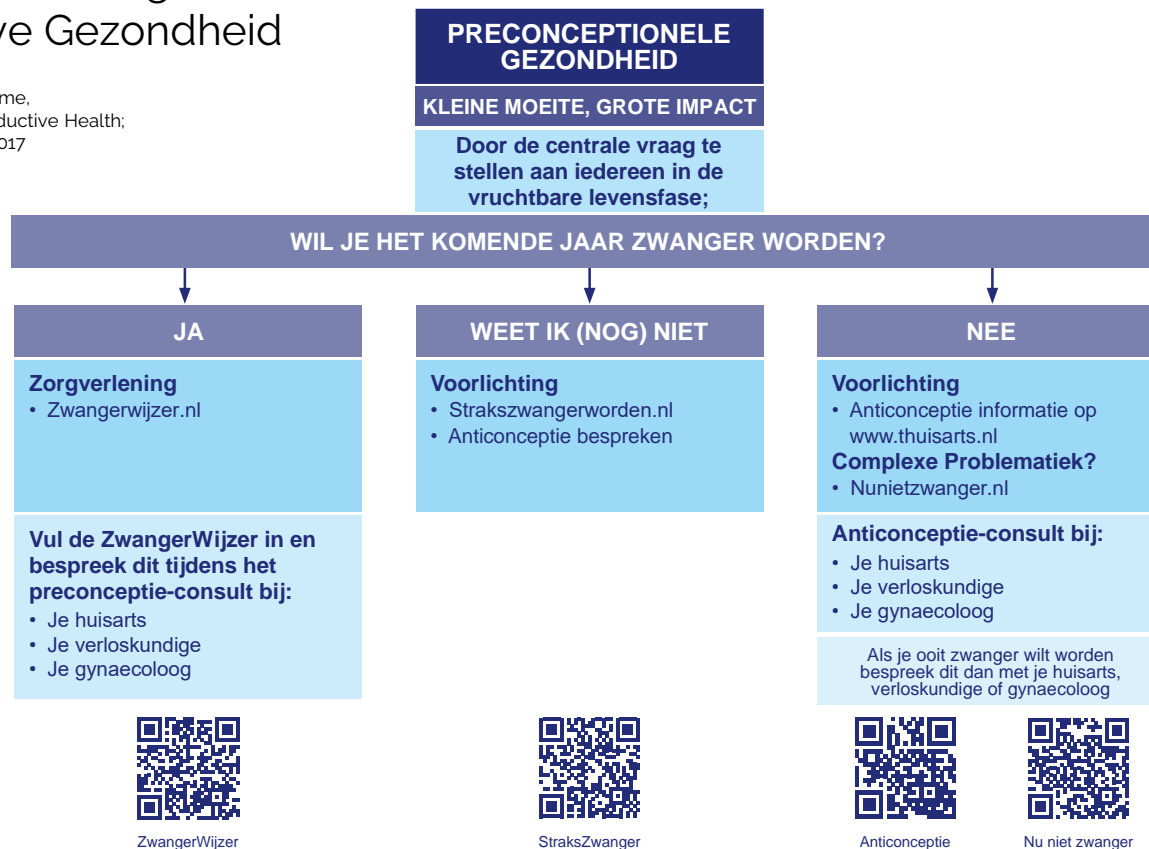 Gezondheid
ductive Health;
PRECONCEPTIONELE
GEZONDHEID
KLEINE MOEITE, GROTE IMPACT
Door de centrale vraag te
stellen aan iedereen in de
vruchtbare levensfase;
WIL JE HET KOMENDE JAAR ZWANGER WORDEN?
JA
Zorgverlening
• Zwangerwijzer.nl
Vul de ZwangerWijzer in en
bespreek dit tijdens het
preconceptie-consult bij:
• Je huisarts
• Je verloskundige
• Je gynaecoloog
ZwangerWijzer
WEET IK (NOG) NIET
Voorlichting
• Strakszwangerworden.nl
• Anticonceptie bespreken
StraksZwanger
NEE
Voorlichting
• Anticonceptie informatie op
www.thuisarts.nl
Complexe Problematiek?
• Nunietzwanger.nl
Anticonceptie-consult bij:
• Je huisarts
• Je verloskundige
• Je gynaecoloog
Als je ooit zwanger wilt worden
bespreek dit dan met je huisarts,
verloskundige of gynaecoloog
Anticonceptie
Nu niet zwanger